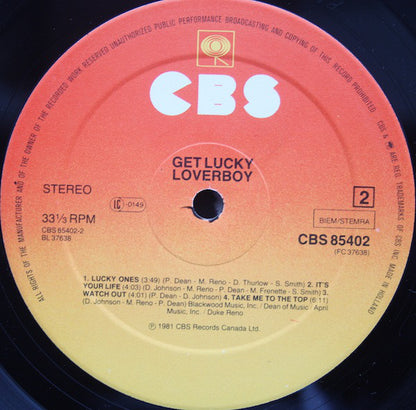 ALL RIGHTS OF THE MANUFACTURER AND OF THE OWNER OF THE RECORDED WORK RESERVED UNAUTHORIZED PUBLIC PERFORMANCE BROADCASTING AND COPYING OF THIS RECORD PROHIBITED
CBS & ARE REG. TRADEMARKS OF CBS INC. MADE IN HOLLAND
CBS
GET LUCKY
LOVERBOY
STEREO
33⅓ RPM
CBS 85402-2
BL 37638
-0149
2
BIEM/STEMRA
CBS 85402
(FC 37638)
1. LUCKY ONES (3:49) (P. Dean - M. Reno - D. Thurlow - S. Smith) 2. IT'S
YOUR LIFE (4:03) (D. Johnson - M. Reno - P. Dean - M. Frenette - S. Smith) 3.
WATCH OUT (4:01) (P. Dean - D. Johnson) 4. TAKE ME TO THE TOP (6:11)
(D. Johnson - M. Reno - P. Dean) Blackwood Music, Inc. / Dean of Music / April
Music, Inc. / Duke Reno
℗ 1981 CBS Records Canada Ltd.